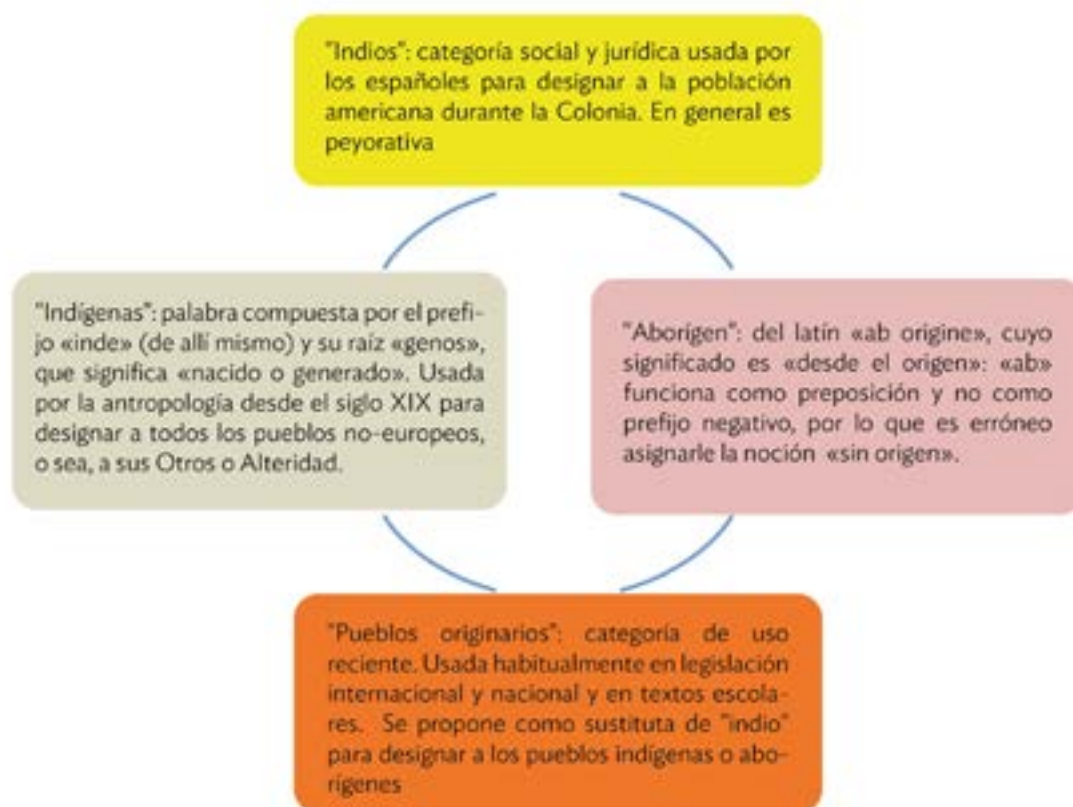 "Indios": categoría social y jurídica usada por
los españoles para designar a la población
americana durante la Colonia. En general es
peyorativa
"Indígenas": palabra compuesta por el prefi-
jo «inde» (de allí mismo) y su raíz «genos»,
que significa «nacido o generado». Usada
por la antropología desde el siglo XIX para
designar a todos los pueblos no-europeos,
o sea, a sus Otros o Alteridad.
"Aborígen": del latín «ab origine», cuyo
significado es «desde el origen»: «ab»
funciona como preposición y no como
prefijo negativo, por lo que es erróneo
asignarle la noción «sin origen».
"Pueblos originarios": categoría de uso
reciente. Usada habitualmente en legislación
internacional y nacional y en textos escola-
res. Se propone como sustituta de "indio"
para designar a los pueblos indígenas o abo-
rígenes